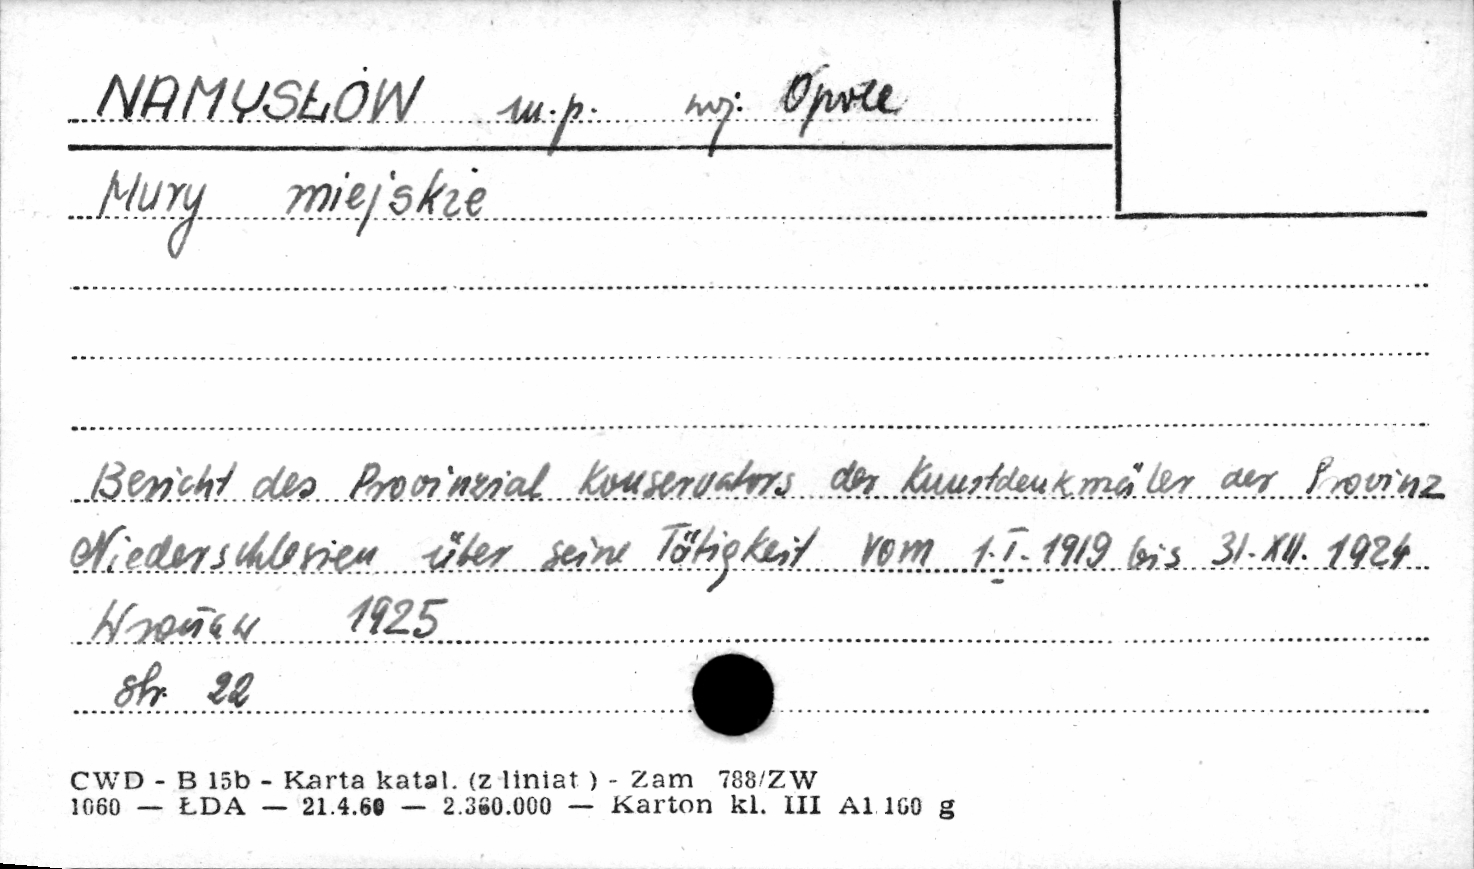 NAMYSŁÓW m.p. woj. Opole
Mury miejskie
Bericht des Provinzial Konservators der Kunstdenkmäler der Provinz
Niederschlesien über seine Tätigkeit vom 1.I.1919 bis 31.XII.1924
Wrocław 1925
str. 22
CWD - B 15b - Karta katal. (z liniat ) - Zam 788/ZW
1060 — ŁDA — 21.4.60 — 2.360.000 — Karton kl. III A1 160 g